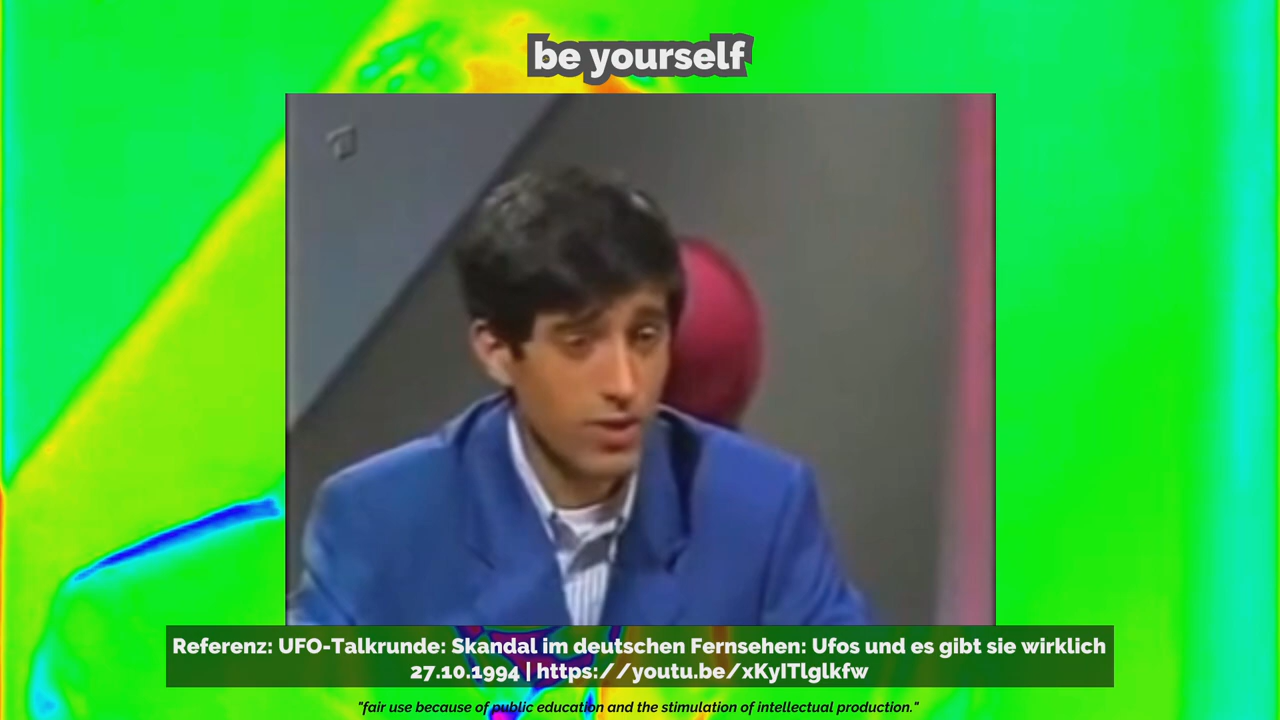 be yourself
Referenz: UFO-Talkrunde: Skandal im deutschen Fernsehen: Ufos und es gibt sie wirklich
27.10.1994 | https://youtu.be/xKyITlglkfw
"fair use because of public education and the stimulation of intellectual production."